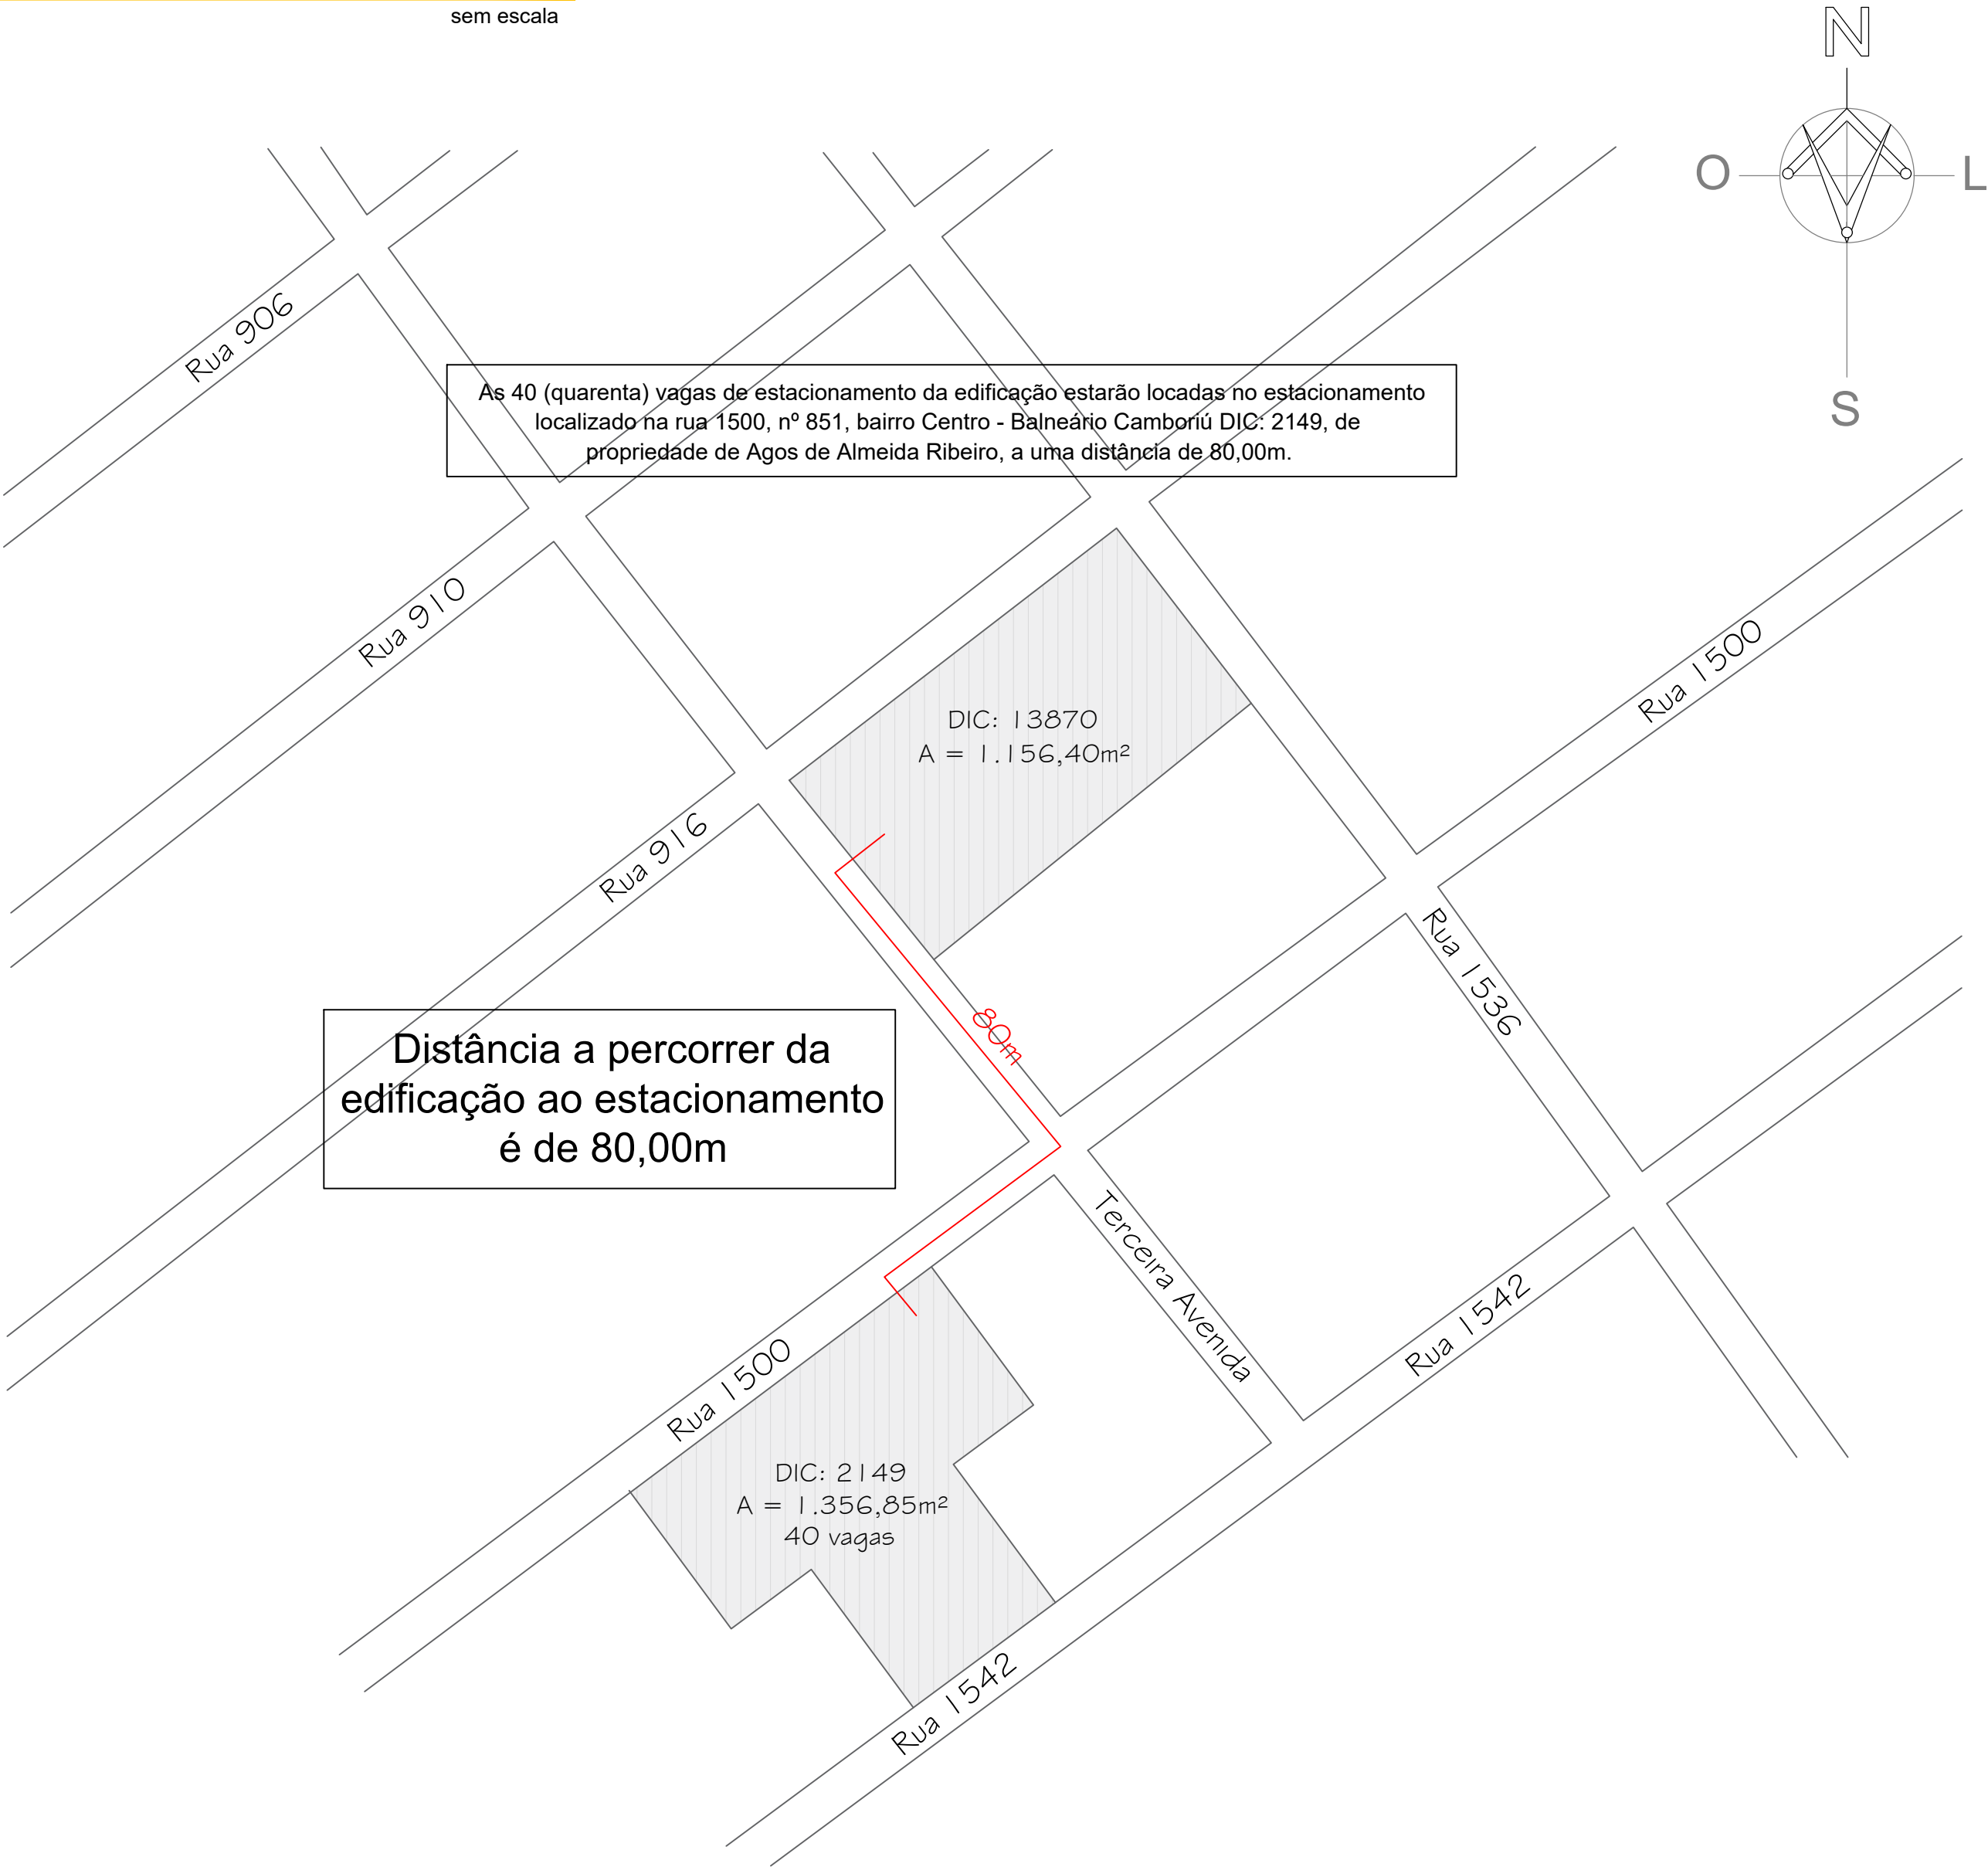 sem escala
N
O
L
S
Rua 906
As 40 (quarenta) vagas de estacionamento da edificação estarão locadas no estacionamento
localizado na rua 1500, nº 851, bairro Centro - Balneário Camboriú DIC: 2149, de
propriedade de Agos de Almeida Ribeiro, a uma distância de 80,00m.
Rua 910
Rua 1500
DIC: 13870
A = 1.156,40m²
Rua 916
Rua 1536
80m
Distância a percorrer da
edificação ao estacionamento
é de 80,00m
Terceira Avenida
Rua 1542
Rua 1500
DIC: 2149
A = 1.356,85m²
40 vagas
Rua 1542